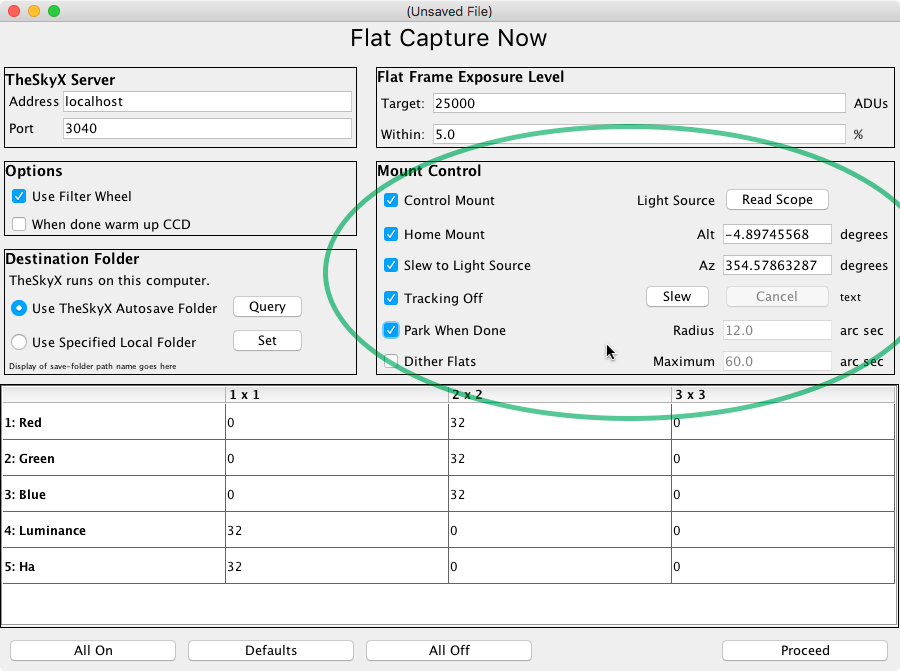 (Unsaved File)
Flat Capture Now
TheSkyX Server
Address localhost
Port 3040
Flat Frame Exposure Level
Target: 25000 ADUs
Within: 5.0 %
Options
Use Filter Wheel
When done warm up CCD
Mount Control
Control Mount Light Source Read Scope
Home Mount Alt -4.89745568 degrees
Slew to Light Source Az 354.57863287 degrees
Tracking Off Slew Cancel text
Park When Done Radius 12.0 arc sec
Dither Flats Maximum 60.0 arc sec
Destination Folder
TheSkyX runs on this computer.
Use TheSkyX Autosave Folder Query
Use Specified Local Folder Set
Display of save-folder path name goes here
1 x 1 2 x 2 3 x 3
1: Red 0 32 0
2: Green 0 32 0
3: Blue 0 32 0
4: Luminance 32 0 0
5: Ha 32 0 0
All On Defaults All Off Proceed